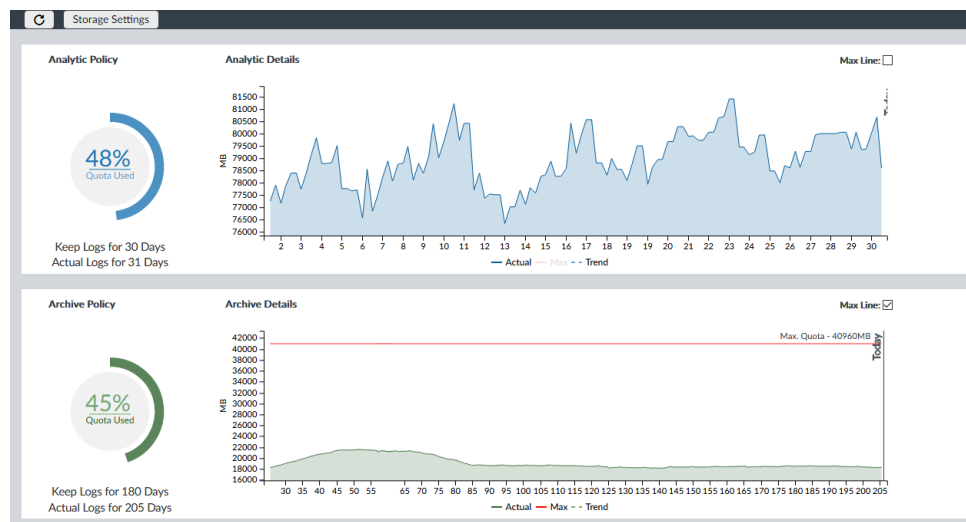 Storage Settings
Analytic Policy
Analytic Details
Max Line:
48%
Quota Used
Keep Logs for 30 Days
Actual Logs for 31 Days
MB
81500
81000
80500
80000
79500
79000
78500
78000
77500
77000
76500
76000
2 3 4 5 6 7 8 9 10 11 12 13 14 15 16 17 18 19 19 20 21 22 23 24 25 26 27 28 29 30
Actual Max Trend
Archive Policy
Archive Details
Max Line:
45%
Quota Used
Keep Logs for 180 Days
Actual Logs for 205 Days
Max. Quota - 40960MB
Today
MB
42000
40000
38000
36000
34000
32000
30000
28000
26000
24000
22000
20000
18000
16000
30 35 40 45 50 55 65 70 75 80 85 90 95 100 105 110 115 120 125 130 135 140 145 150 155 160 165 170 175 180 185 190 195 200 205
Actual Max Trend